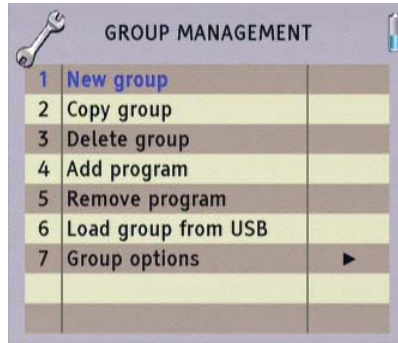 GROUP MANAGEMENT
1 New group
2 Copy group
3 Delete group
4 Add program
5 Remove program
6 Load group from USB
7 Group options ►